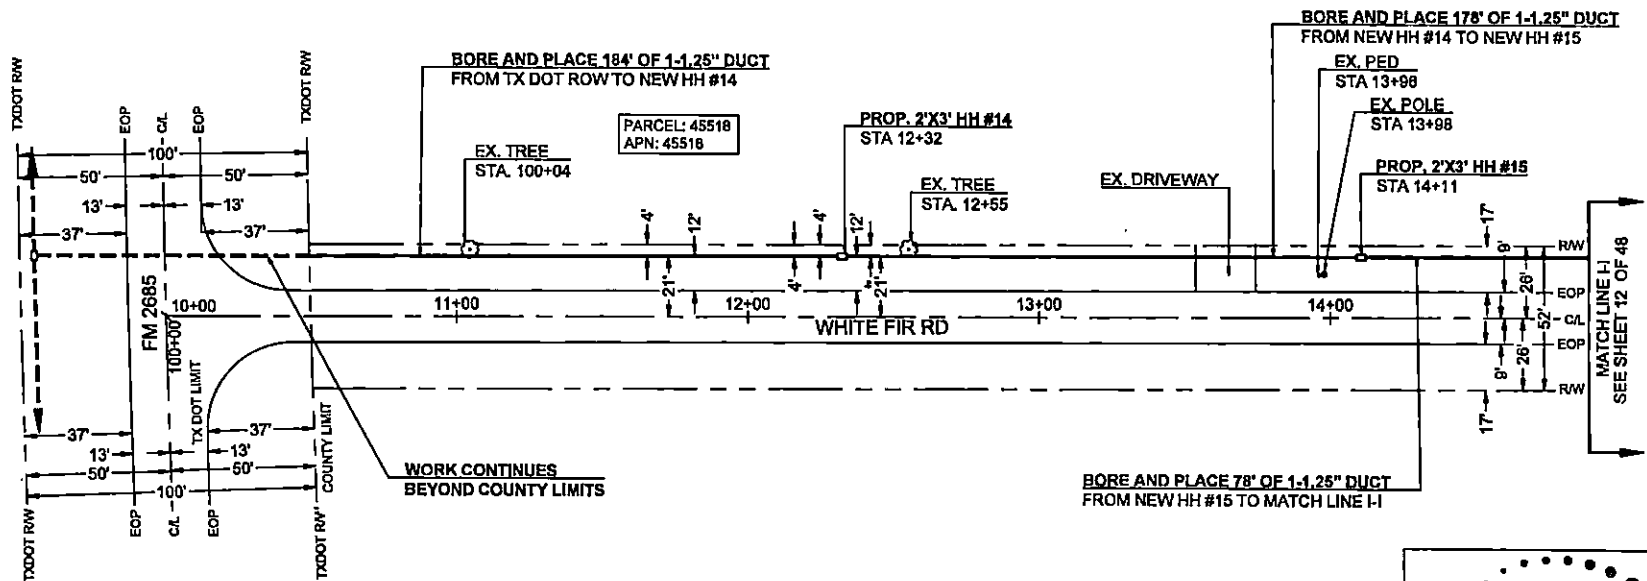 BORE AND PLACE 178' OF 1-1.25" DUCT
FROM NEW HH #14 TO NEW HH #15
BORE AND PLACE 184' OF 1-1.25" DUCT
FROM TX DOT ROW TO NEW HH #14
EX. PED
STA 13+98
EX. POLE
STA 13+98
PARCEL: 45518
APN: 45518
PROP. 2'X3' HH #14
STA 12+32
EX. TREE
STA. 100+04
EX. TREE
STA. 12+55
EX. DRIVEWAY
PROP. 2'X3' HH #15
STA 14+11
TXDOT R/W
EOP
C/L
EOP
TXDOT R/W
100'
50'
50'
13'
13'
37'
37'
4'
12'
4'
12'
17'
R/W
21'
4'
4'
21'
9'
26'
EOP
10+00
11+00
12+00
13+00
14+00
C/L
FM 2685
100+00
WHITE FIR RD
52'
EOP
9'
26'
R/W
17'
MATCH LINE I-I
SEE SHEET 12 OF 48
TX DOT LIMIT
COUNTY LIMIT
37'
37'
13'
13'
50'
50'
100'
WORK CONTINUES
BEYOND COUNTY LIMITS
BORE AND PLACE 78' OF 1-1.25" DUCT
FROM NEW HH #15 TO MATCH LINE I-I
TXDOT R/W
EOP
C/L
EOP
TXDOT R/W